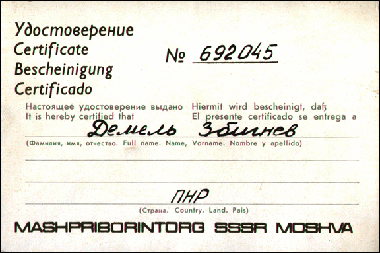 Удостоверение
Certificate
Bescheinigung
Certificado
№ 692045
Настоящее удостоверение выдано Hiermit wird bescheinigt, daß
It is hereby certified that El presente certificado se entrega a
Демель Збигнев
(Фамилия, имя, отчество. Full name. Name, Vorname. Nombre y apellido)
ПНР
(Страна. Country. Land. Pais)
MASHPRIBORINTORG SSSR MOSKVA